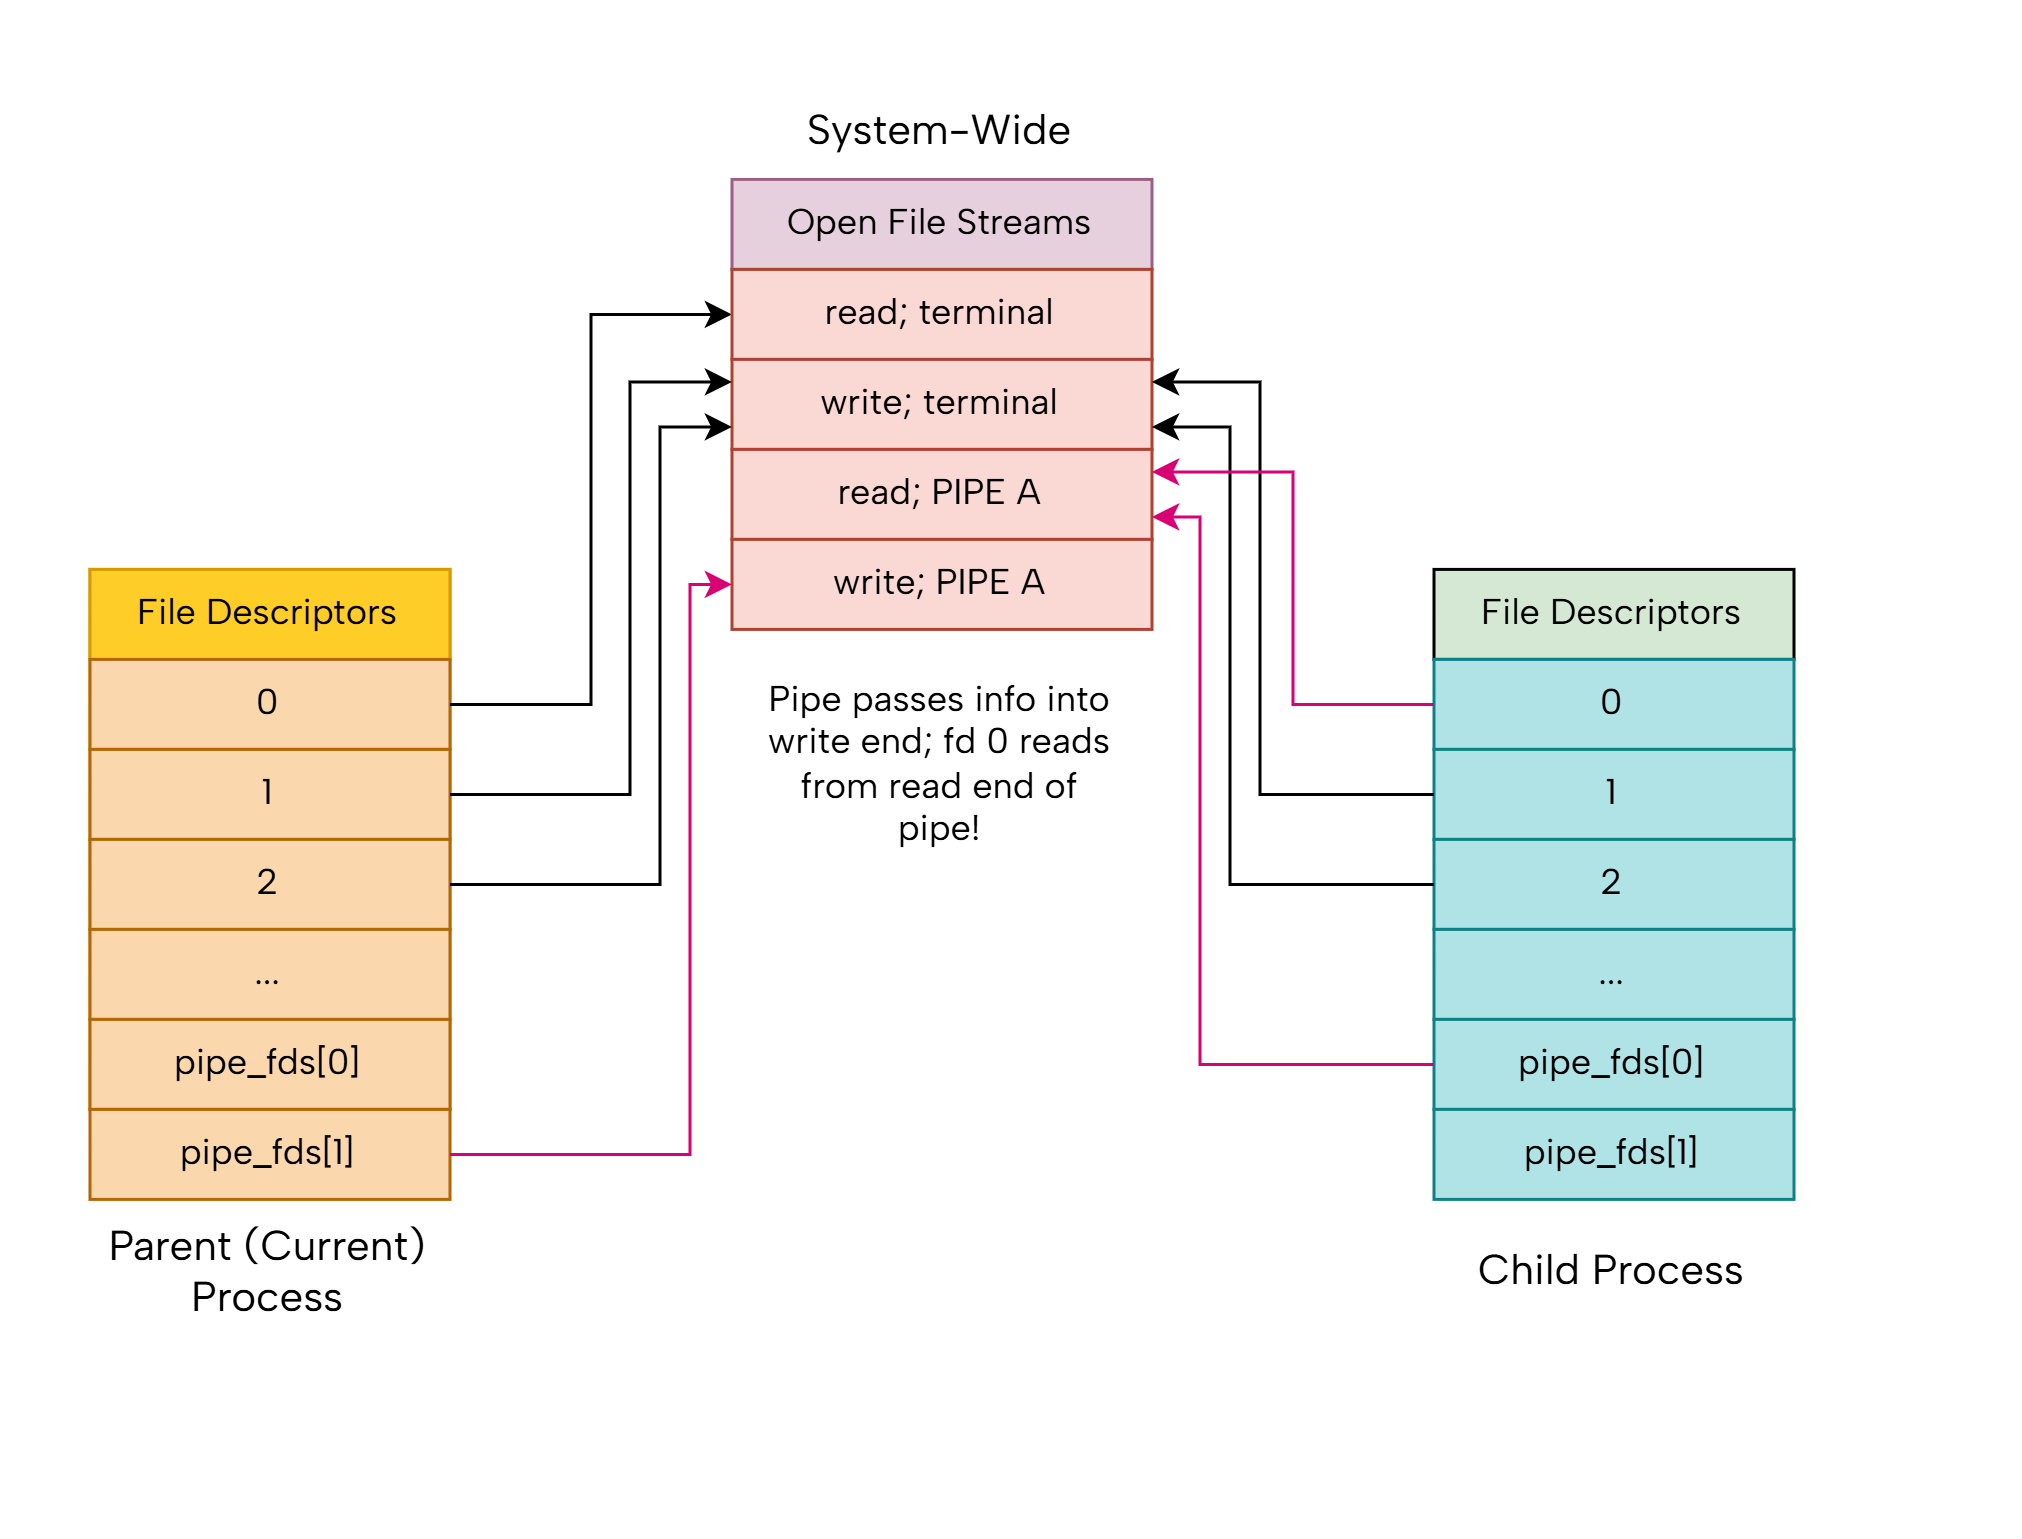 System-Wide
Open File Streams
read; terminal
write; terminal
read; PIPE A
write; PIPE A
Pipe passes info into
write end; fd 0 reads
from read end of
pipe!
File Descriptors
0
1
2
...
pipe_fds[0]
pipe_fds[1]
Parent (Current)
Process
File Descriptors
0
1
2
...
pipe_fds[0]
pipe_fds[1]
Child Process